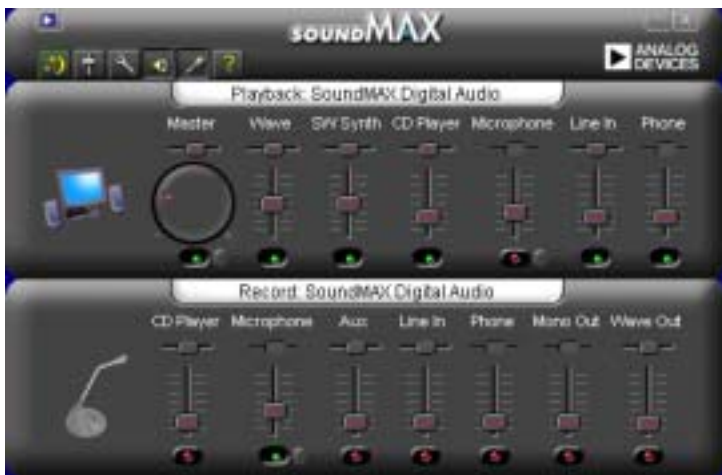 SOUNDMAX
ANALOG
DEVICES
?
Playback: SoundMAX Digital Audio
Master Wave SW Synth CD Player Microphone Line In Phone
Record: SoundMAX Digital Audio
CD Player Microphone Aux Line In Phone Mono Out Wave Out